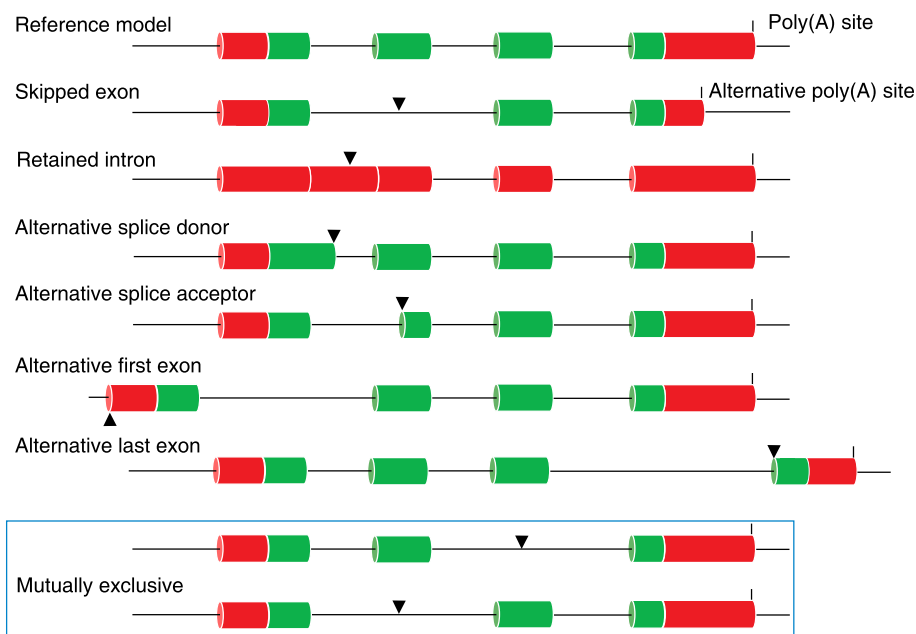 Reference model
Poly(A) site
Skipped exon
Alternative poly(A) site
Retained intron
Alternative splice donor
Alternative splice acceptor
Alternative first exon
Alternative last exon
Mutually exclusive